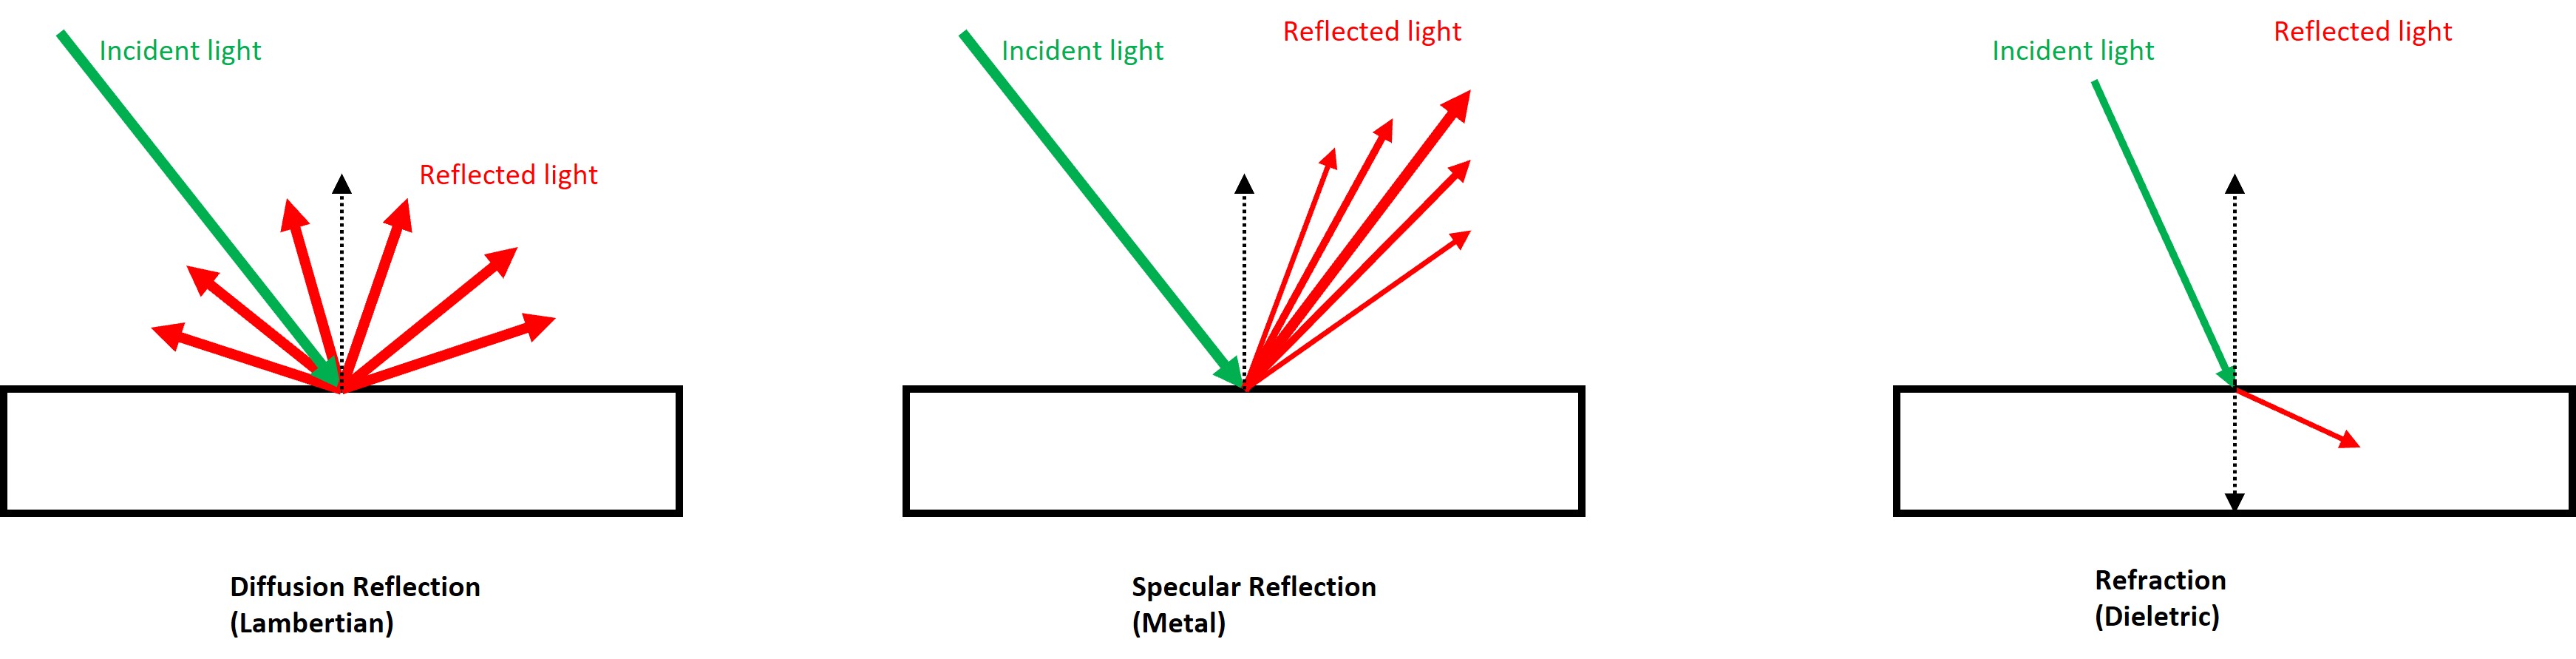 Incident light
Reflected light
Diffusion Reflection
(Lambertian)
Incident light
Reflected light
Specular Reflection
(Metal)
Incident light
Reflected light
Refraction
(Dieletric)